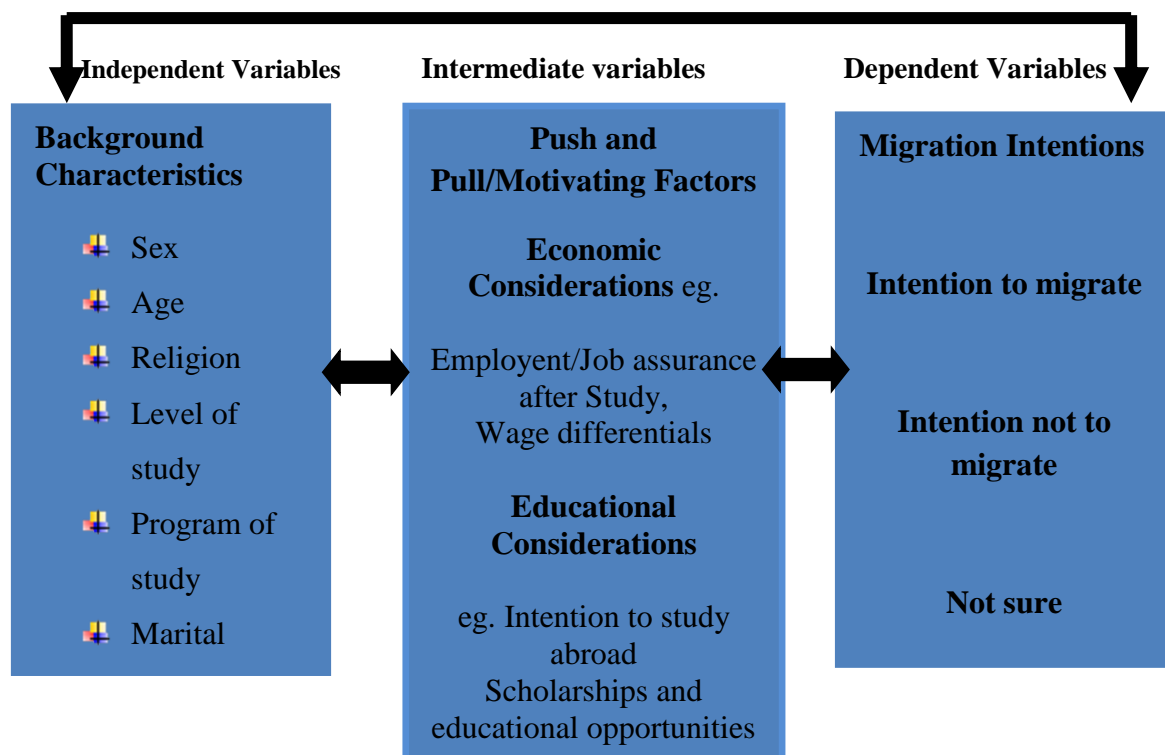 Independent Variables
Intermediate variables
Dependent Variables
Background
Characteristics
Sex
Age
Religion
Level of
study
Program of
study
Marital
Push and
Pull/Motivating Factors
Economic
Considerations eg.
Employent/Job assurance
after Study,
Wage differentials
Educational
Considerations
eg. Intention to study
abroad
Scholarships and
educational opportunities
Migration Intentions
Intention to migrate
Intention not to
migrate
Not sure